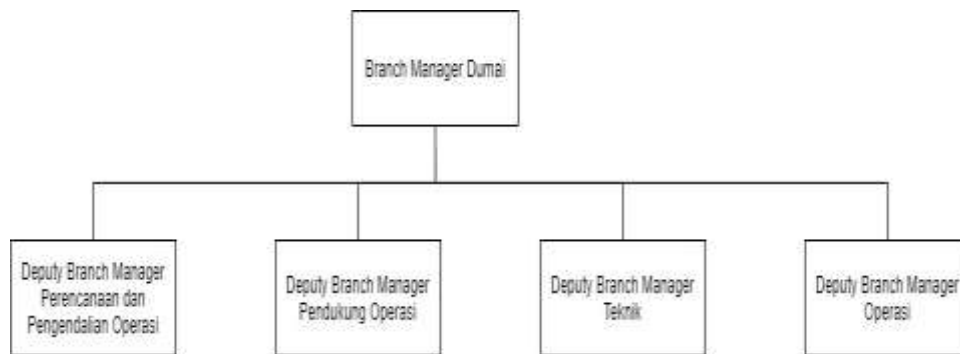 Branch Manager Dumai
Deputy Branch Manager
Perencanaan dan
Pengendalian Operasi
Deputy Branch Manager
Pendukung Operasi
Deputy Branch Manager
Teknik
Deputy Branch Manager
Operasi